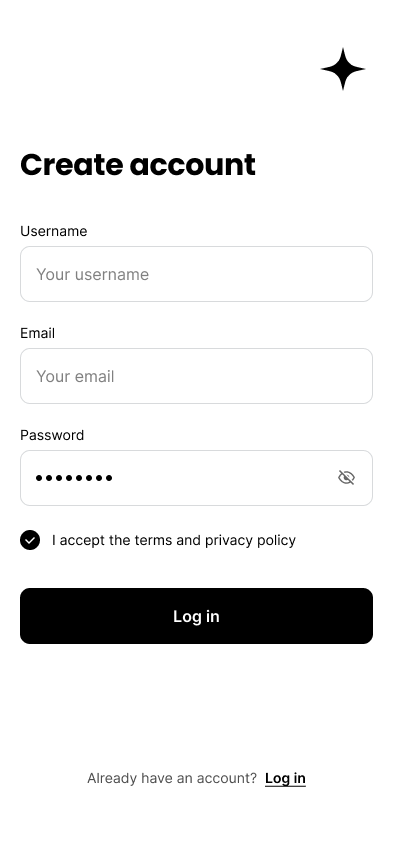 Create account
Username
Your username
Email
Your email
Password
••••••••
I accept the terms and privacy policy
Log in
Already have an account? Log in